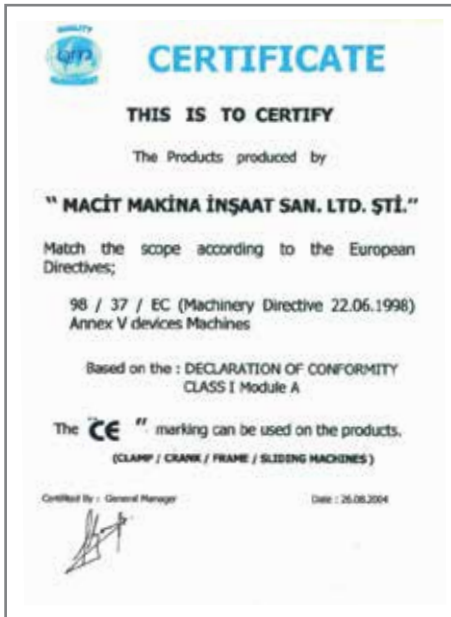 QUALITY
CERTIFICATE
THIS IS TO CERTIFY
The Products produced by
“ MACİT MAKİNA İNŞAAT SAN. LTD. ŞTİ.”
Match the scope according to the European
Directives;
98 / 37 / EC (Machinery Directive 22.06.1998)
Annex V devices Machines
Based on the : DECLARATION OF CONFORMITY
CLASS I Module A
The “CE ” marking can be used on the products.
(CLAMP / CRANK / FRAME / SLIDING MACHINES )
Certified By : General Manager
Date : 26.08.2004